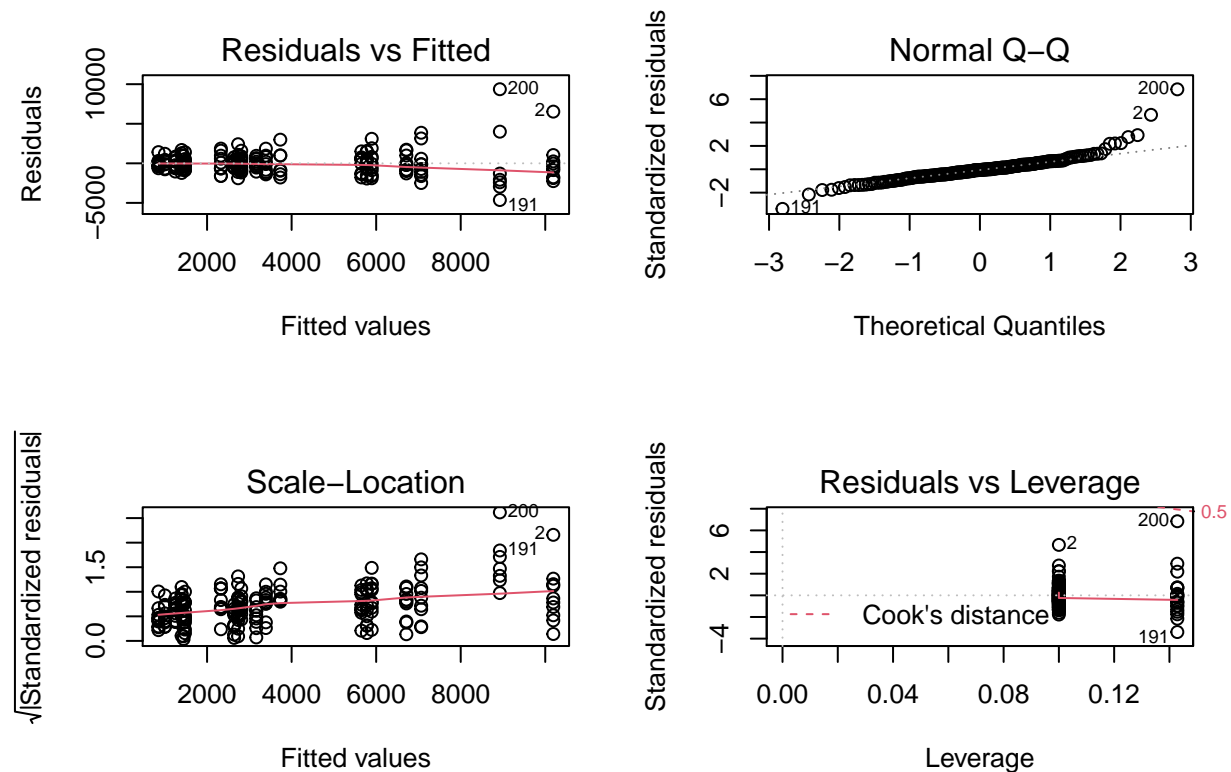 Residuals vs Fitted
Residuals
10000
−5000
200
2
191
2000 4000 6000 8000
Fitted values
Normal Q−Q
Standardized residuals
6
2
−2
200
2
191
−3 −2 −1 0 1 2 3
Theoretical Quantiles
Scale−Location
√|Standardized residuals|
1.5
0.0
200
2
191
2000 4000 6000 8000
Fitted values
Residuals vs Leverage
Standardized residuals
6
2
−4
200
0.5
2
Cook's distance
191
0.00 0.04 0.08 0.12
Leverage